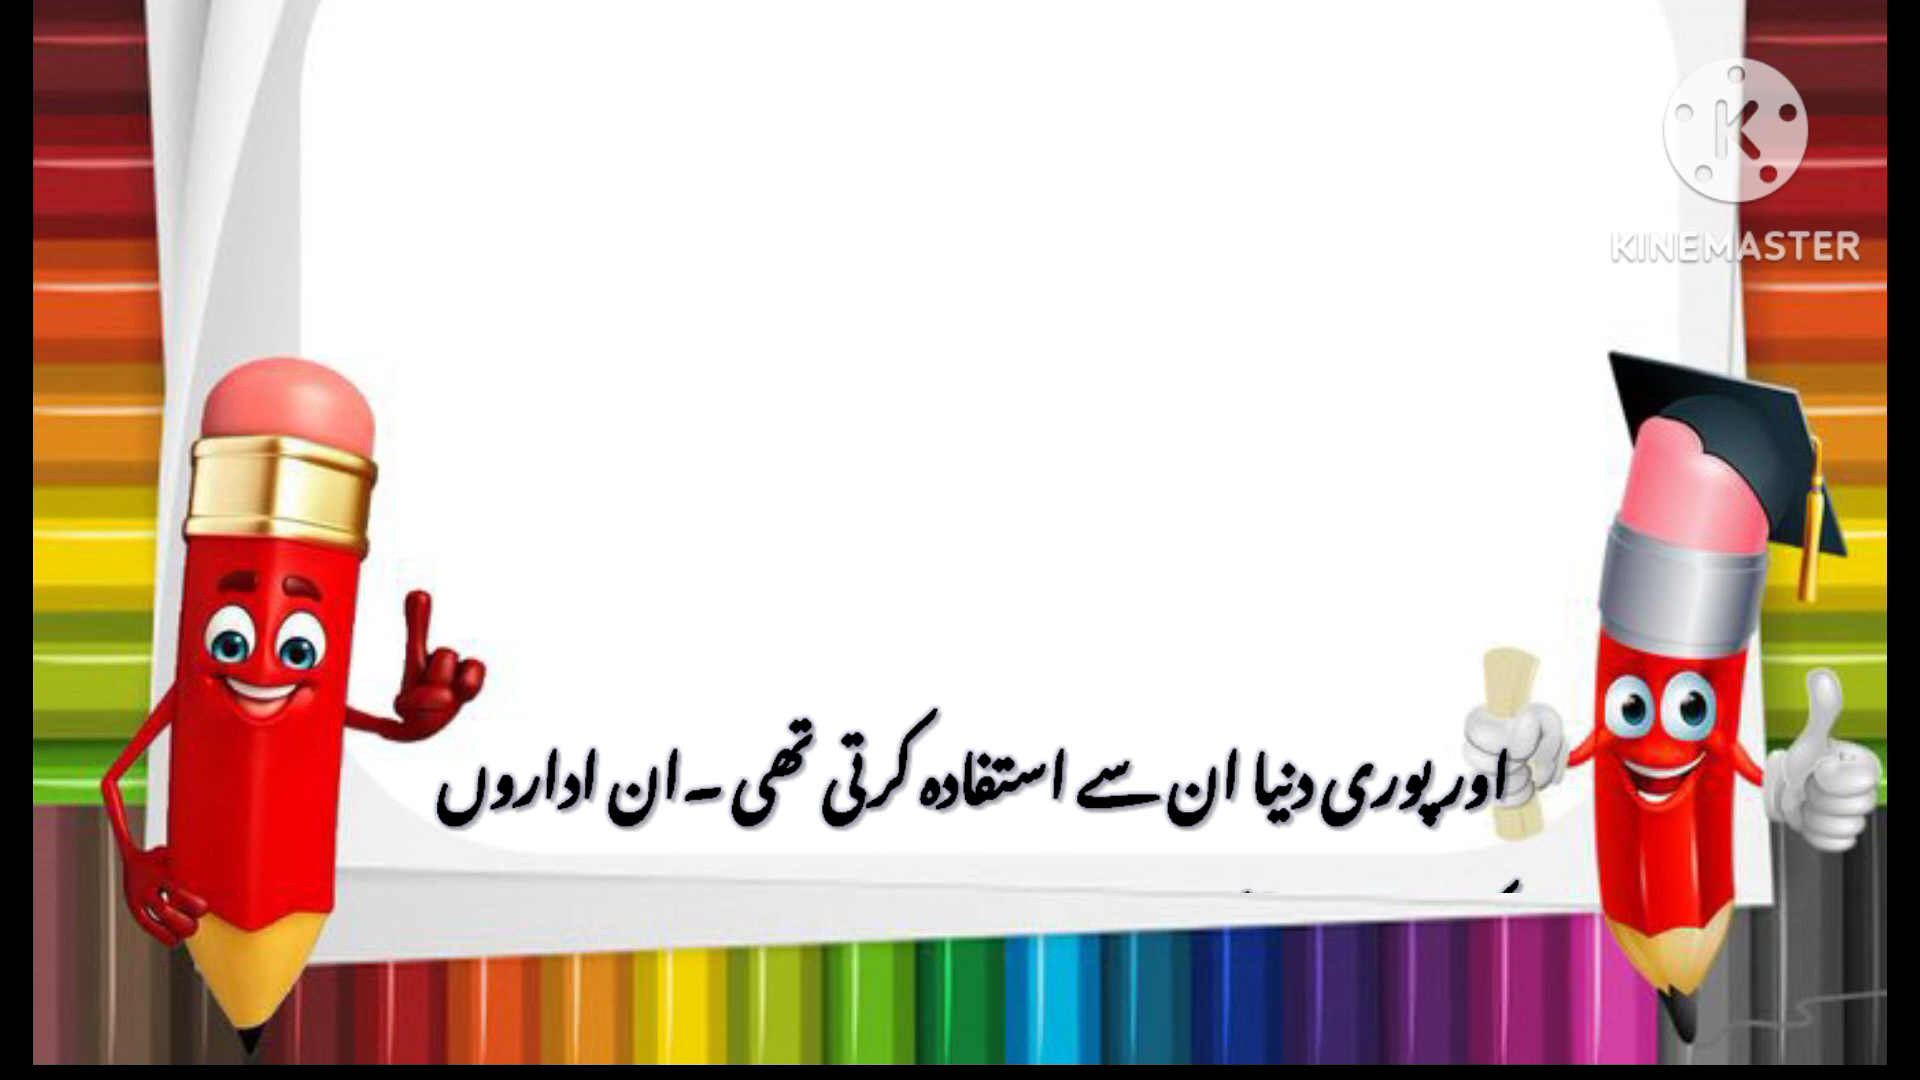 KINEMASTER
اور پوری دنیا ان سے استفادہ کرتی تھی ۔ ان اداروں